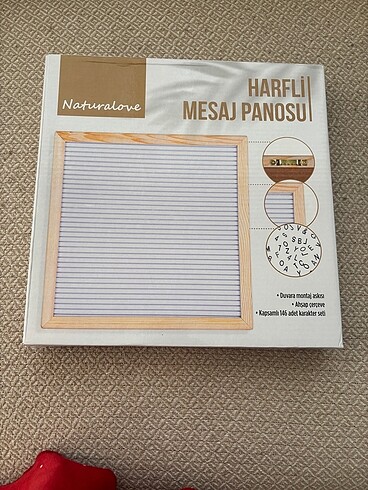 Naturalove
HARFLİ
MESAJ PANOSU
• Duvara montaj askısı
• Ahşap çerçeve
• Kapsamlı 146 adet karakter seti